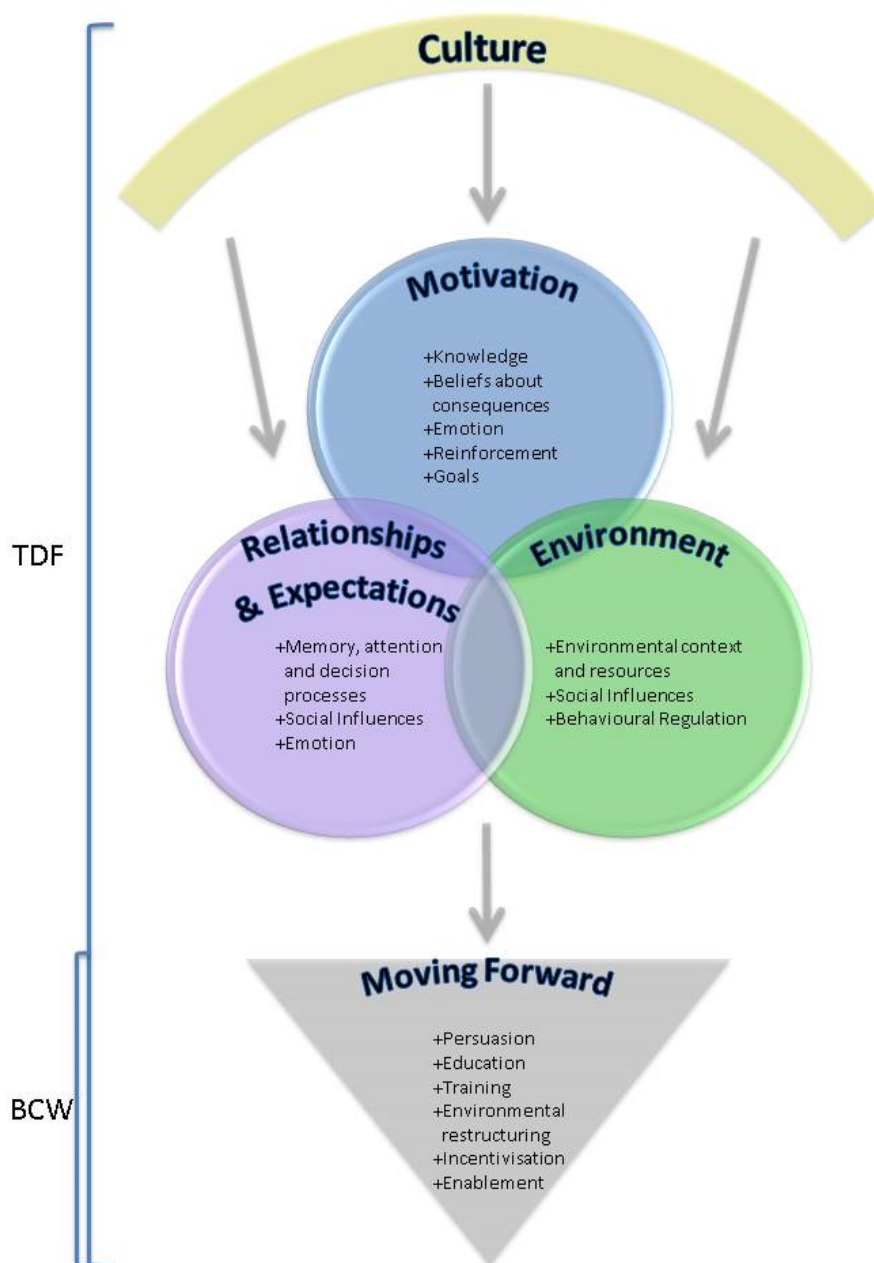 Culture
Motivation
+Knowledge
+Beliefs about
consequences
+Emotion
+Reinforcement
+Goals
TDF
Relationships
& Expectations
+Memory, attention
and decision
processes
+Social Influences
+Emotion
Environment
+Environmental context
and resources
+Social Influences
+Behavioural Regulation
Moving Forward
+Persuasion
+Education
+Training
+Environmental
restructuring
+Incentivisation
+Enablement
BCW